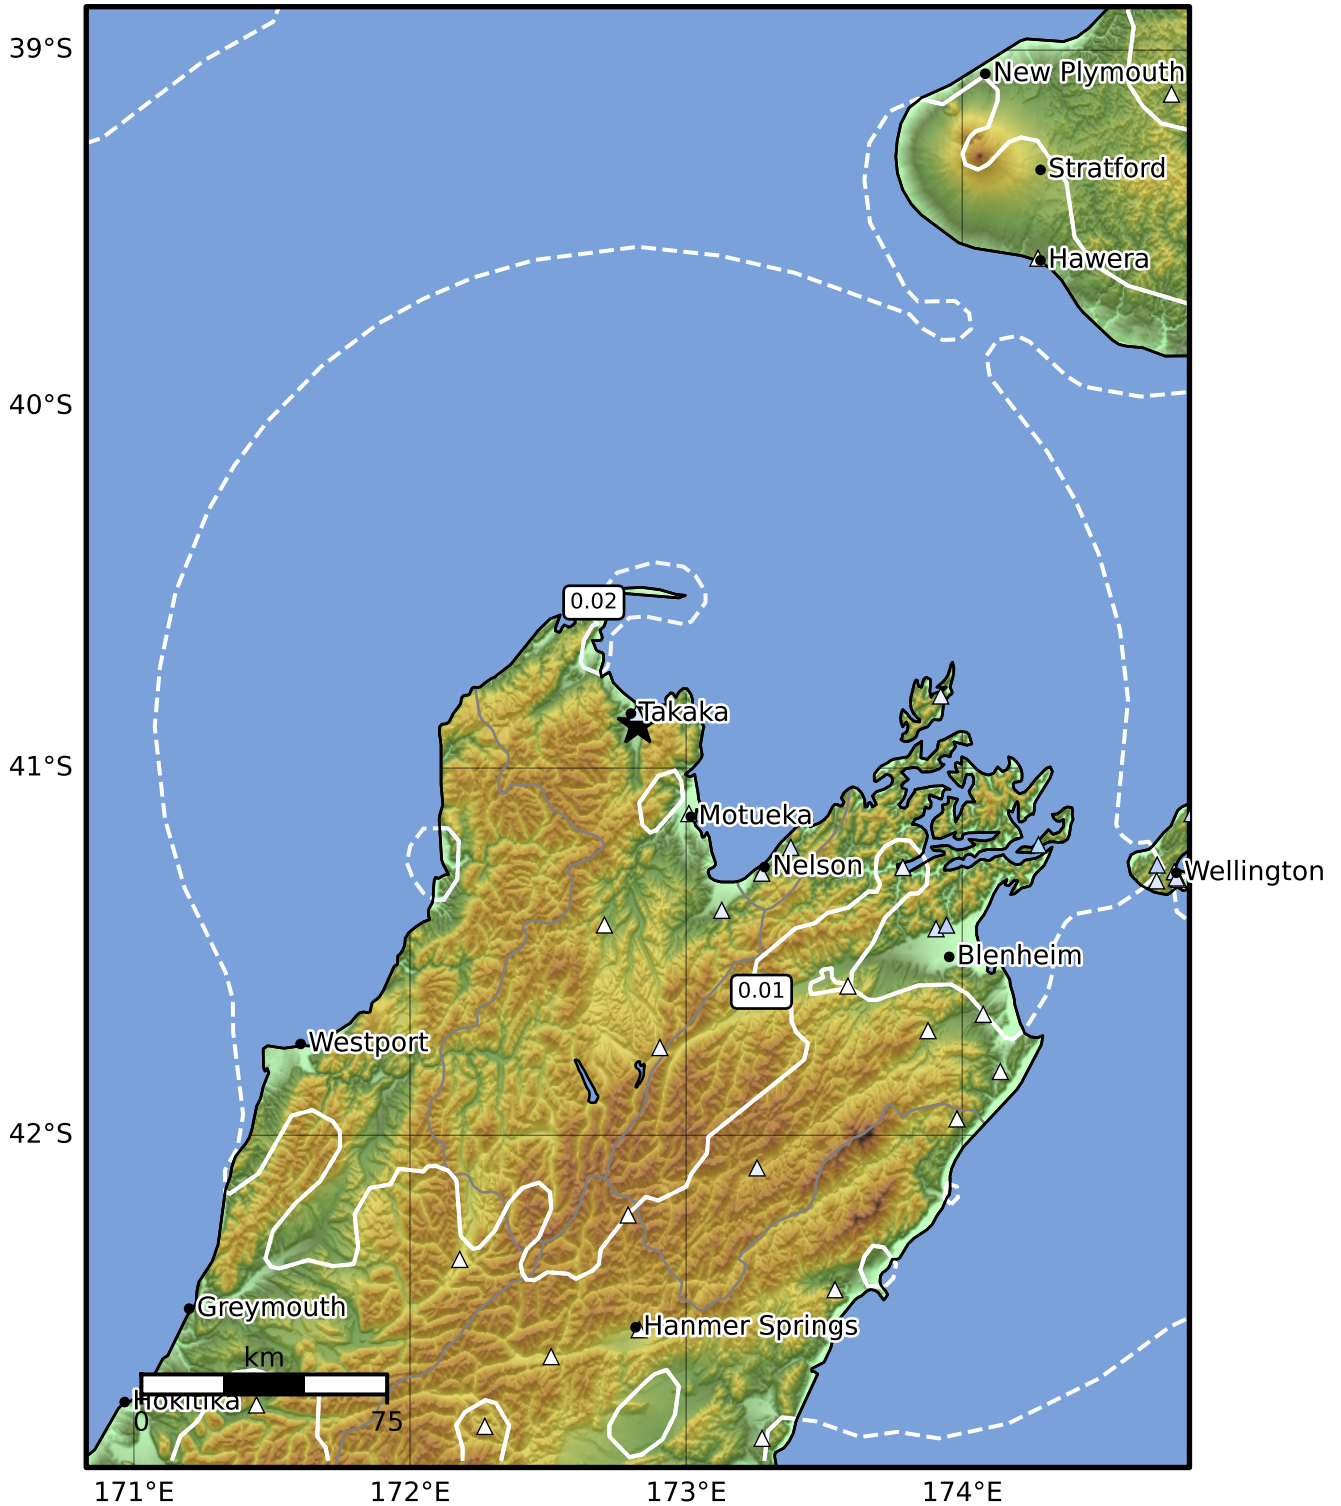 39°S
New Plymouth
Stratford
Hawera
40°S
0.02
Takaka
41°S
Motueka
Nelson
Wellington
Blenheim
0.01
Westport
42°S
Greymouth
Hanmer Springs
km
Hokitika
0 75
171°E 172°E 173°E 174°E